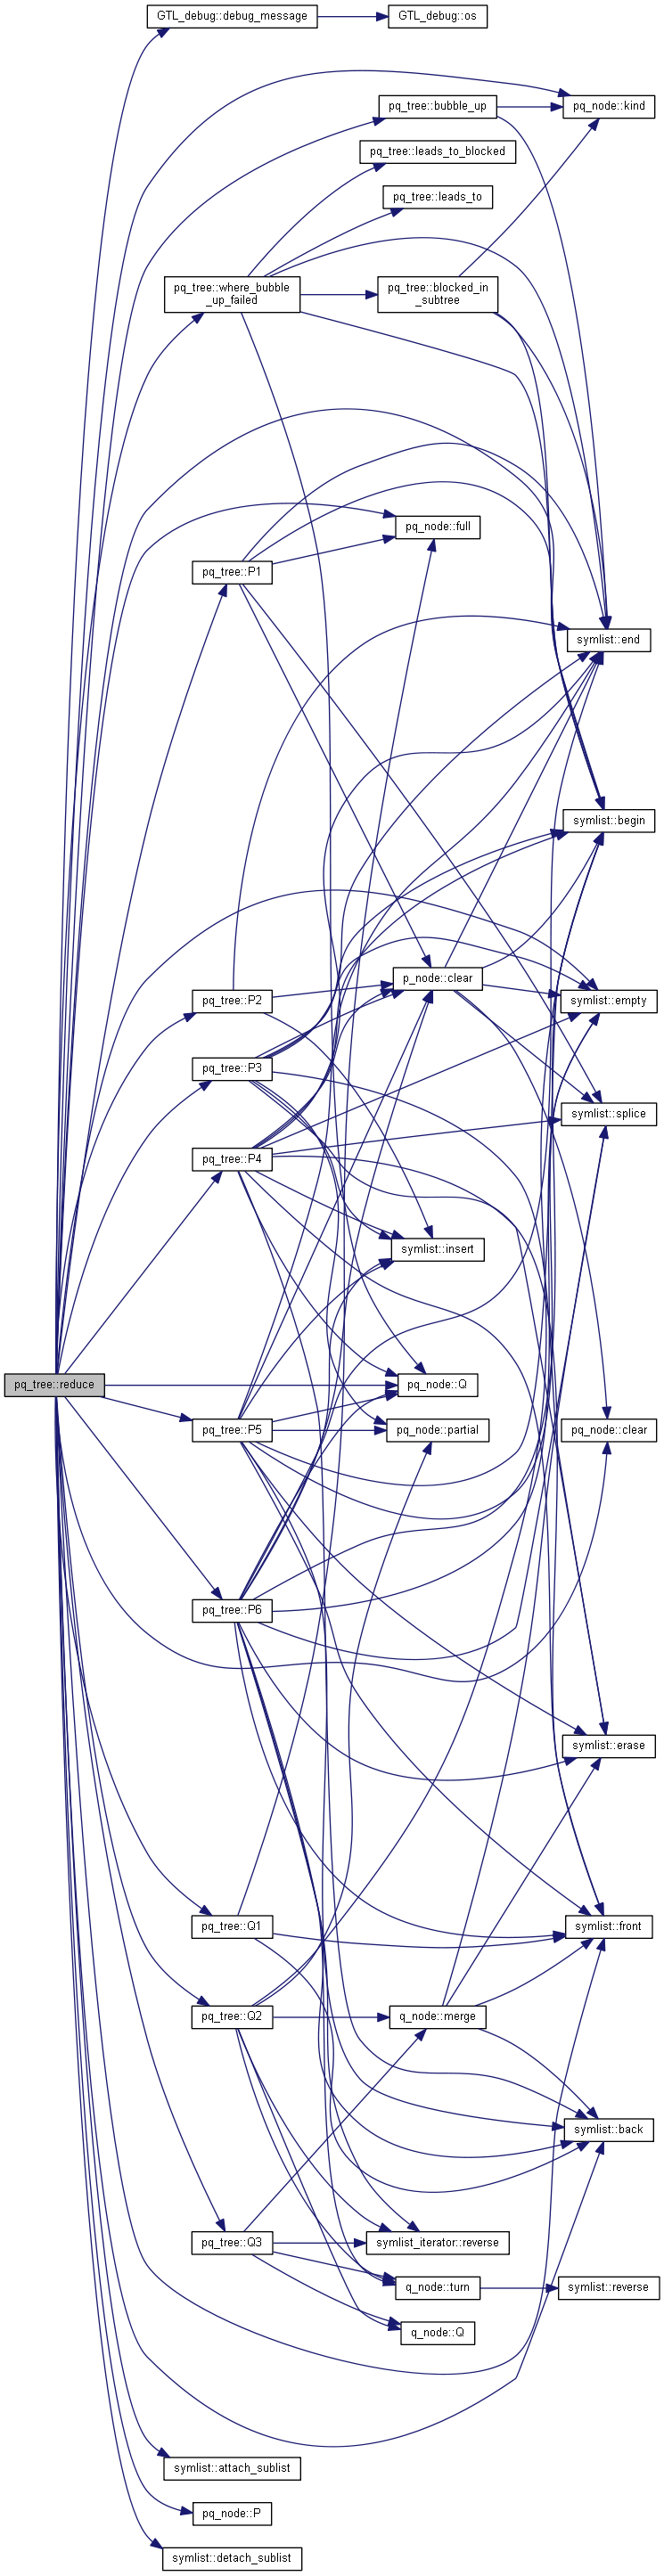 GTL_debug::debug_message
GTL_debug::os
pq_tree::bubble_up
pq_node::kind
pq_tree::leads_to_blocked
pq_tree::leads_to
pq_tree::where_bubble
_up_failed
pq_tree::blocked_in
_subtree
pq_node::full
pq_tree::P1
symlist::end
symlist::begin
p_node::clear
pq_tree::P2
symlist::empty
pq_tree::P3
symlist::splice
pq_tree::P4
symlist::insert
pq_tree::reduce
pq_node::Q
pq_tree::P5
pq_node::partial
pq_node::clear
pq_tree::P6
symlist::erase
pq_tree::Q1
symlist::front
pq_tree::Q2
q_node::merge
symlist::back
pq_tree::Q3
symlist_iterator::reverse
q_node::turn
symlist::reverse
q_node::Q
symlist::attach_sublist
pq_node::P
symlist::detach_sublist